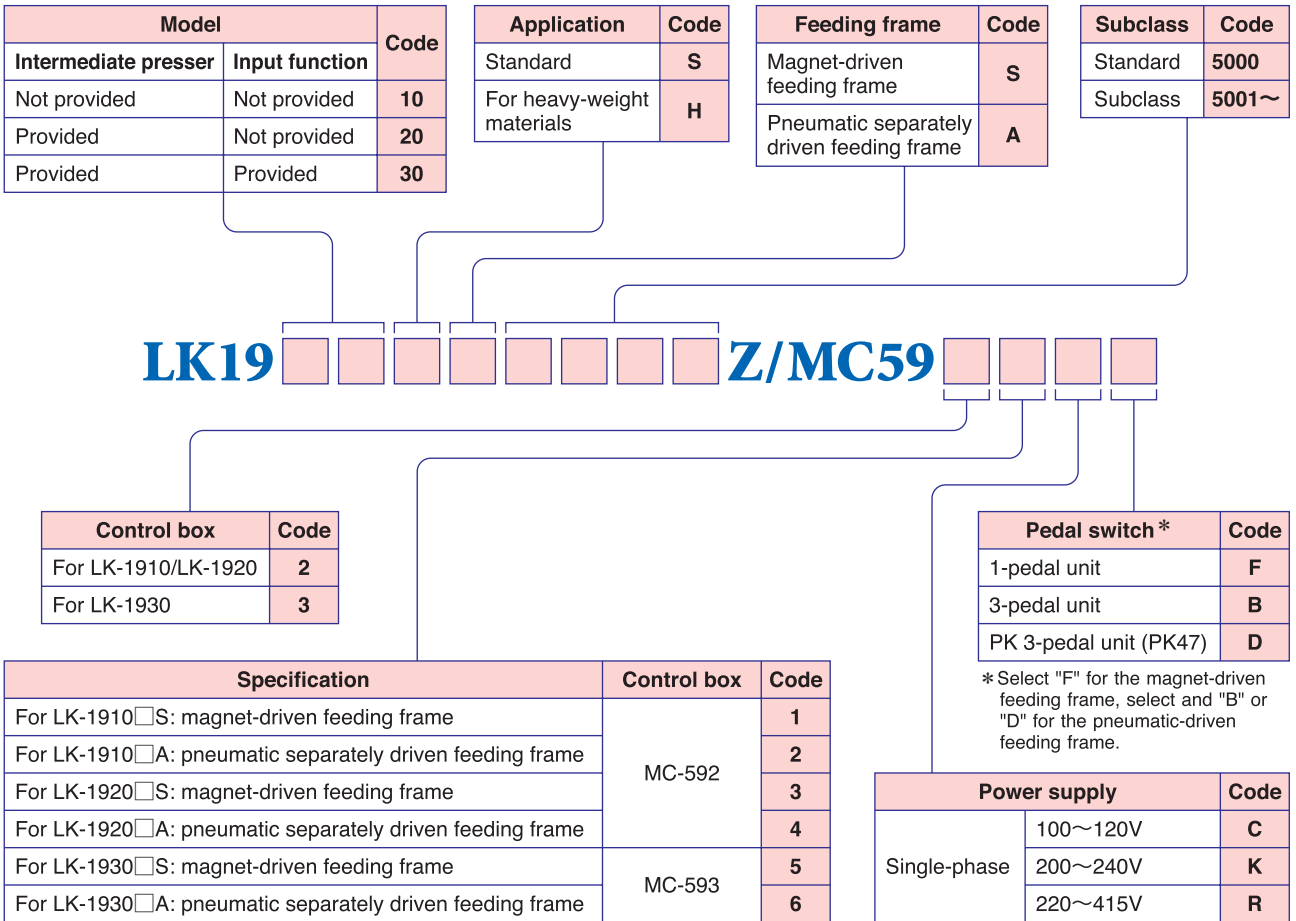 Model
Code
Intermediate presser Input function
Not provided Not provided 10
Provided Not provided 20
Provided Provided 30
Application Code
Standard S
For heavy-weight
materials
H
Feeding frame Code
Magnet-driven
feeding frame
S
Pneumatic separately
driven feeding frame
A
Subclass Code
Standard 5000
Subclass 5001～
LK19□□□□□□□□Z/MC59□□□□
Control box Code
For LK-1910/LK-1920 2
For LK-1930 3
Pedal switch＊ Code
1-pedal unit F
3-pedal unit B
PK 3-pedal unit (PK47) D
＊Select "F" for the magnet-driven
feeding frame, select and "B" or
"D" for the pneumatic-driven
feeding frame.
Specification Control box Code
For LK-1910□S: magnet-driven feeding frame 1
For LK-1910□A: pneumatic separately driven feeding frame 2
MC-592
For LK-1920□S: magnet-driven feeding frame 3
For LK-1920□A: pneumatic separately driven feeding frame 4
For LK-1930□S: magnet-driven feeding frame 5
MC-593
For LK-1930□A: pneumatic separately driven feeding frame 6
Power supply Code
100～120V C
Single-phase 200～240V K
220～415V R